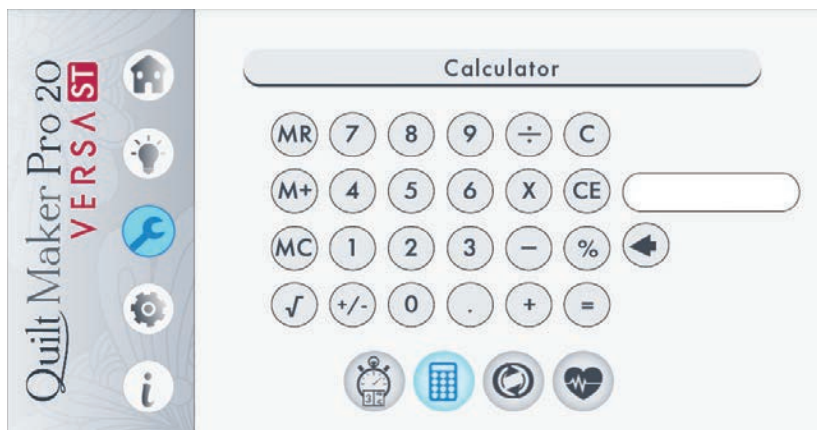 Quilt Maker Pro 20
VERSA ST
i
Calculator
MR 7 8 9 ÷ C
M+ 4 5 6 X CE
MC 1 2 3 − %
√ +/- 0 . + =